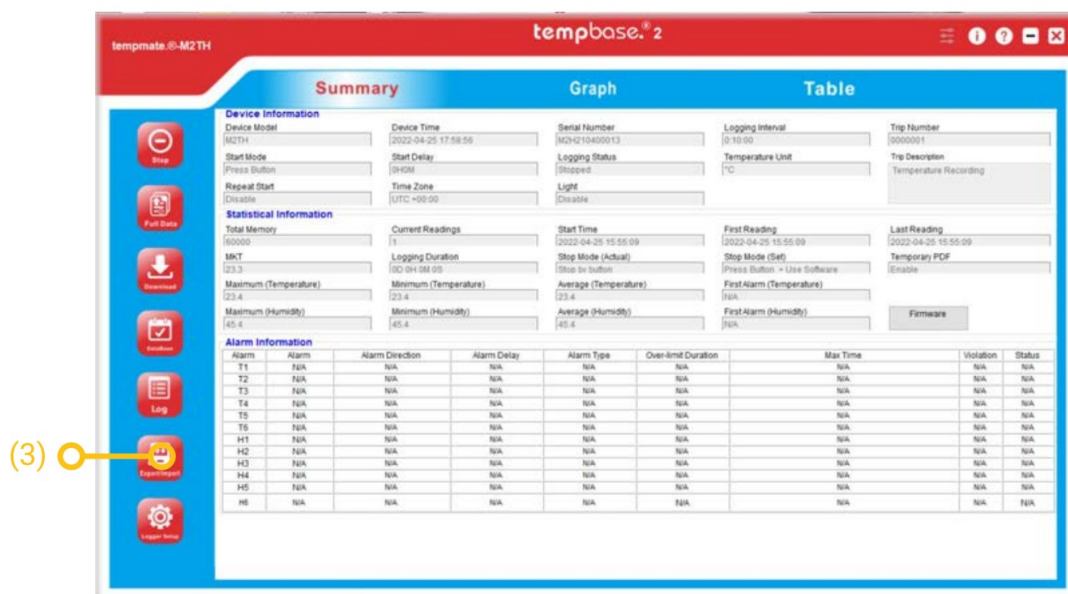 tempmate.®-M2TH
tempbase.® 2
Summary Graph Table
Device Information
Device Model Device Time Serial Number Logging Interval Trip Number
M2TH 2022-04-25 17:58:56 M2H210400013 0:10:00 0000001
Start Mode Start Delay Logging Status Temperature Unit Trip Description
Press Button 0H0M Stopped °C Temperature Recording
Repeat Start Time Zone Light
Disable UTC +00:00 Disable
Statistical Information
Total Memory Current Readings Start Time First Reading Last Reading
60000 1 2022-04-25 15:55:09 2022-04-25 15:55:09 2022-04-25 15:55:09
MKT Logging Duration Stop Mode (Actual) Stop Mode (Set) Temporary PDF
23.3 0D 0H 0M 0S Stop by button Press Button + Use Software Enable
Maximum (Temperature) Minimum (Temperature) Average (Temperature) First Alarm (Temperature)
23.4 23.4 23.4 N/A
Maximum (Humidity) Minimum (Humidity) Average (Humidity) First Alarm (Humidity) Firmware
45.4 45.4 45.4 N/A
Alarm Information
Alarm Alarm Alarm Direction Alarm Delay Alarm Type Over-limit Duration Max Time Violation Status
T1 N/A N/A N/A N/A N/A N/A N/A N/A
T2 N/A N/A N/A N/A N/A N/A N/A N/A
T3 N/A N/A N/A N/A N/A N/A N/A N/A
T4 N/A N/A N/A N/A N/A N/A N/A N/A
T5 N/A N/A N/A N/A N/A N/A N/A N/A
T6 N/A N/A N/A N/A N/A N/A N/A N/A
H1 N/A N/A N/A N/A N/A N/A N/A N/A
H2 N/A N/A N/A N/A N/A N/A N/A N/A
H3 N/A N/A N/A N/A N/A N/A N/A N/A
H4 N/A N/A N/A N/A N/A N/A N/A N/A
H5 N/A N/A N/A N/A N/A N/A N/A N/A
H6 N/A N/A N/A N/A N/A N/A N/A N/A
Stop
Full Data
Download
DataBase
Log
(3)
Export/Import
Logger Setup